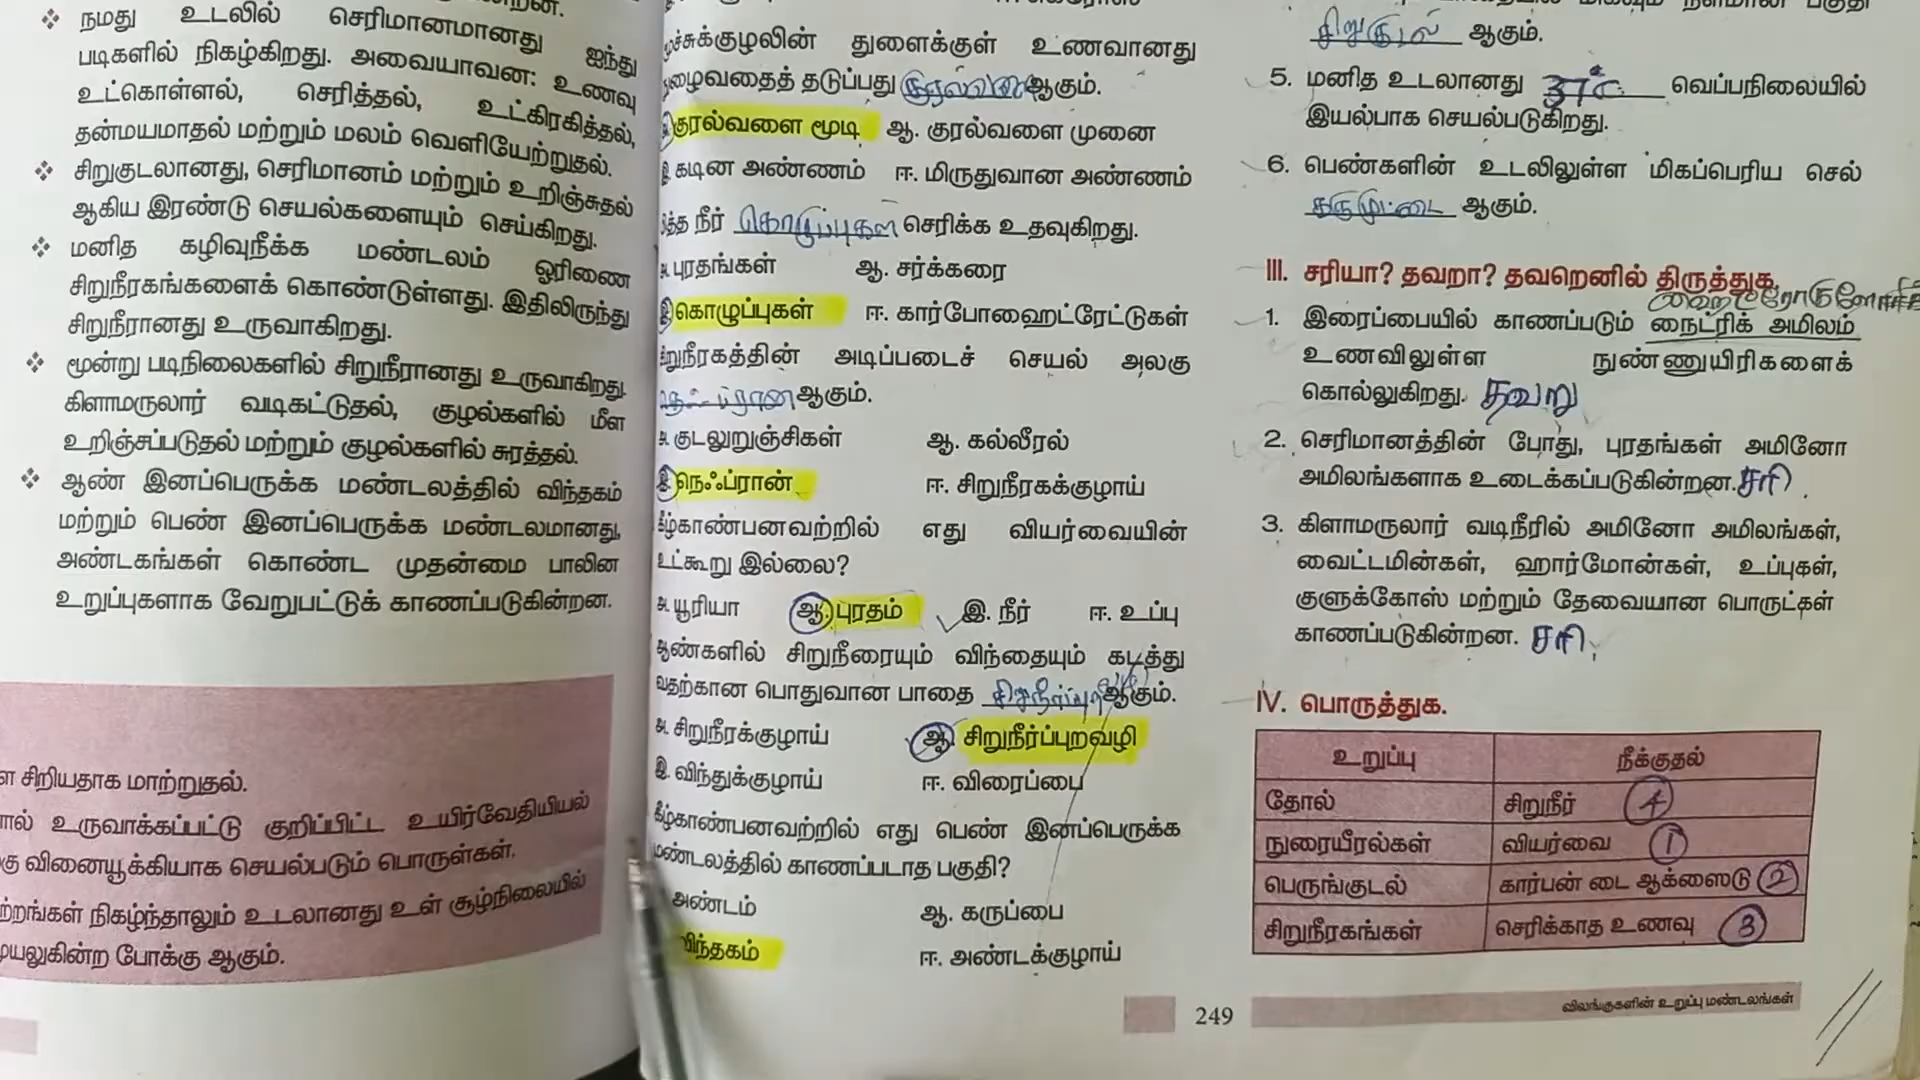 ❖ நமது உடலில் செரிமானமானது ஐந்து
படிகளில் நிகழ்கிறது. அவையாவன: உணவு
உட்கொள்ளல், செரித்தல், உட்கிரகித்தல்,
தன்மயமாதல் மற்றும் மலம் வெளியேற்றுதல்.
❖ சிறுகுடலானது, செரிமானம் மற்றும் உறிஞ்சுதல்
ஆகிய இரண்டு செயல்களையும் செய்கிறது.
❖ மனித கழிவுநீக்க மண்டலம் ஓரிணை
சிறுநீரகங்களைக் கொண்டுள்ளது. இதிலிருந்து
சிறுநீரானது உருவாகிறது.
❖ மூன்று படிநிலைகளில் சிறுநீரானது உருவாகிறது.
கிளாமருலார் வடிகட்டுதல், குழல்களில் மீள
உறிஞ்சப்படுதல் மற்றும் குழல்களில் சுரத்தல்.
❖ ஆண் இனப்பெருக்க மண்டலத்தில் விந்தகம்
மற்றும் பெண் இனப்பெருக்க மண்டலமானது,
அண்டகங்கள் கொண்ட முதன்மை பாலின
உறுப்புகளாக வேறுபட்டுக் காணப்படுகின்றன.
சிறியதாக மாற்றுதல்.
உருவாக்கப்பட்டு குறிப்பிட்ட உயிர்வேதியியல்
வினையூக்கியாக செயல்படும் பொருள்கள்.
நிகழ்ந்தாலும் உடலானது உள் சூழ்நிலையில்
போக்கு ஆகும்.
துளைக்குள் உணவானது
தடுப்பது குரல்வளை ஆகும்.
குரல்வளை மூடி ஆ. குரல்வளை முனை
இ. கடின அண்ணம் ஈ. மிருதுவான அண்ணம்
நீர் கொழுப்புகள் செரிக்க உதவுகிறது.
அ. புரதங்கள் ஆ. சர்க்கரை
இ. கொழுப்புகள் ஈ. கார்போஹைட்ரேட்டுகள்
சிறுநீரகத்தின் அடிப்படைச் செயல் அலகு
நெஃப்ரான் ஆகும்.
அ. குடலுறுஞ்சிகள் ஆ. கல்லீரல்
இ. நெஃப்ரான் ஈ. சிறுநீரகக்குழாய்
கீழ்காண்பனவற்றில் எது வியர்வையின்
உட்கூறு இல்லை?
அ. யூரியா ஆ. புரதம் இ. நீர் ஈ. உப்பு
ஆண்களில் சிறுநீரையும் விந்தையும் கடத்து
வதற்கான பொதுவான பாதை ஆகும்.
அ. சிறுநீரக்குழாய் ஆ. சிறுநீர்ப்புறவழி
இ. விந்துக்குழாய் ஈ. விரைப்பை
கீழ்காண்பனவற்றில் எது பெண் இனப்பெருக்க
மண்டலத்தில் காணப்படாத பகுதி?
அண்டம் ஆ. கருப்பை
விந்தகம் ஈ. அண்டக்குழாய்
சிறுகுடல் ஆகும்.
5. மனித உடலானது 37°C வெப்பநிலையில்
இயல்பாக செயல்படுகிறது.
6. பெண்களின் உடலிலுள்ள மிகப்பெரிய செல்
கருமுட்டை ஆகும்.
III. சரியா? தவறா? தவறெனில் திருத்துக.
1. இரைப்பையில் காணப்படும் நைட்ரிக் அமிலம்
உணவிலுள்ள நுண்ணுயிரிகளைக்
கொல்லுகிறது. தவறு
2. செரிமானத்தின் போது, புரதங்கள் அமினோ
அமிலங்களாக உடைக்கப்படுகின்றன. சரி
3. கிளாமருலார் வடிநீரில் அமினோ அமிலங்கள்,
வைட்டமின்கள், ஹார்மோன்கள், உப்புகள்,
குளுக்கோஸ் மற்றும் தேவையான பொருட்கள்
காணப்படுகின்றன. சரி
IV. பொருத்துக.
உறுப்பு நீக்குதல்
தோல் சிறுநீர் 4
நுரையீரல்கள் வியர்வை 1
பெருங்குடல் கார்பன் டை ஆக்ஸைடு 2
சிறுநீரகங்கள் செரிக்காத உணவு 3
249 விலங்குகளின் உறுப்பு மண்டலங்கள்